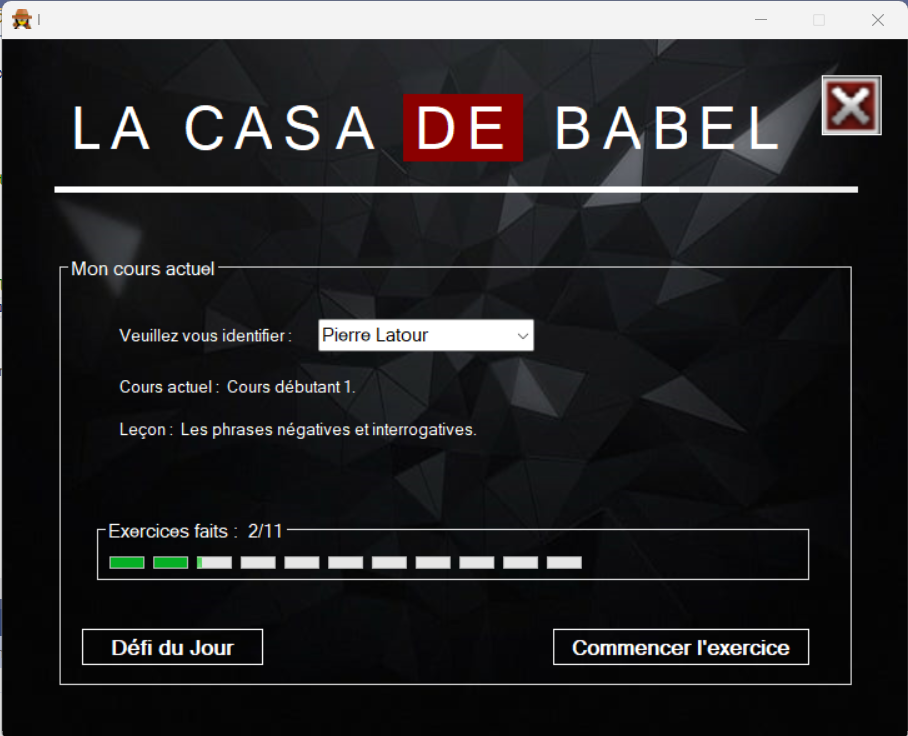 LA CASA DE BABEL
Mon cours actuel
Veuillez vous identifier :
Pierre Latour
Cours actuel : Cours débutant 1.
Leçon : Les phrases négatives et interrogatives.
Exercices faits : 2/11
Défi du Jour
Commencer l'exercice